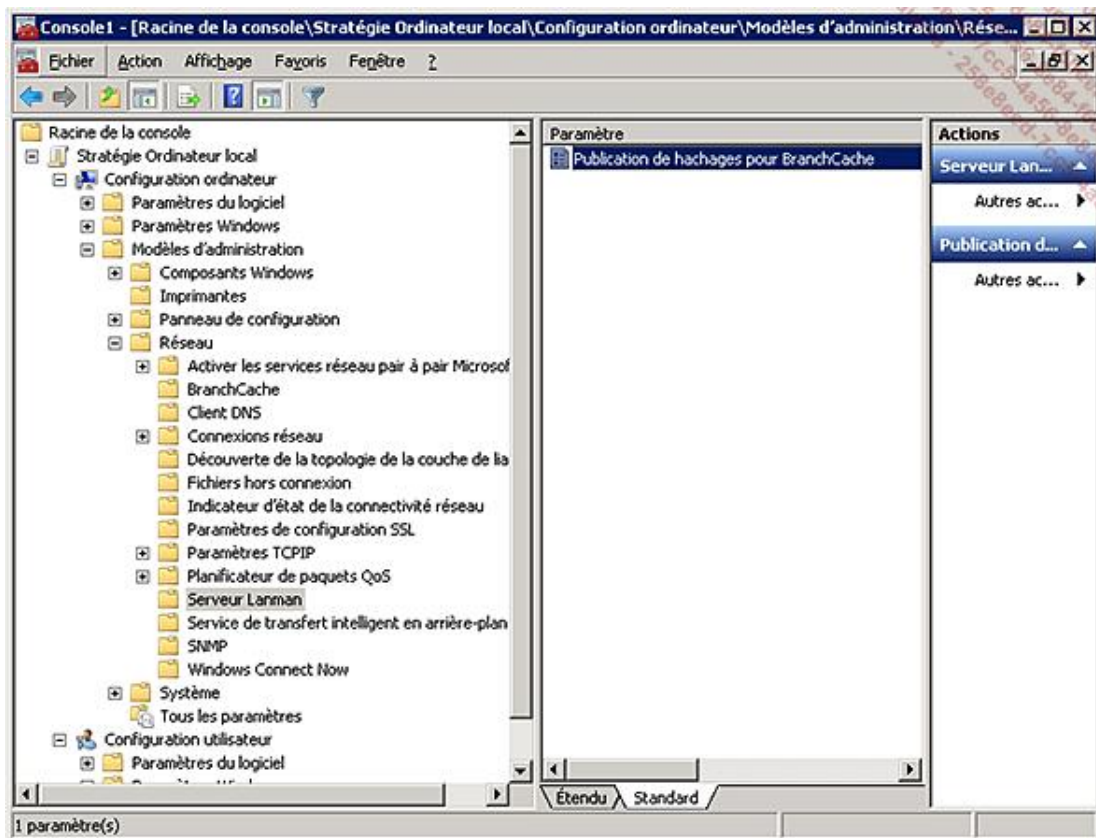 Console1 - [Racine de la console\Stratégie Ordinateur local\Configuration ordinateur\Modèles d'administration\Rése...
Fichier Action Affichage Favoris Fenêtre ?
Racine de la console
Stratégie Ordinateur local
Configuration ordinateur
Paramètres du logiciel
Paramètres Windows
Modèles d'administration
Composants Windows
Imprimantes
Panneau de configuration
Réseau
Activer les services réseau pair à pair Microsof
BranchCache
Client DNS
Connexions réseau
Découverte de la topologie de la couche de lia
Fichiers hors connexion
Indicateur d'état de la connectivité réseau
Paramètres de configuration SSL
Paramètres TCPIP
Planificateur de paquets QoS
Serveur Lanman
Service de transfert intelligent en arrière-plan
SNMP
Windows Connect Now
Système
Tous les paramètres
Configuration utilisateur
Paramètres du logiciel
Paramètre
Publication de hachages pour BranchCache
Étendu Standard
Actions
Serveur Lan...
Autres ac...
Publication d...
Autres ac...
1 paramètre(s)